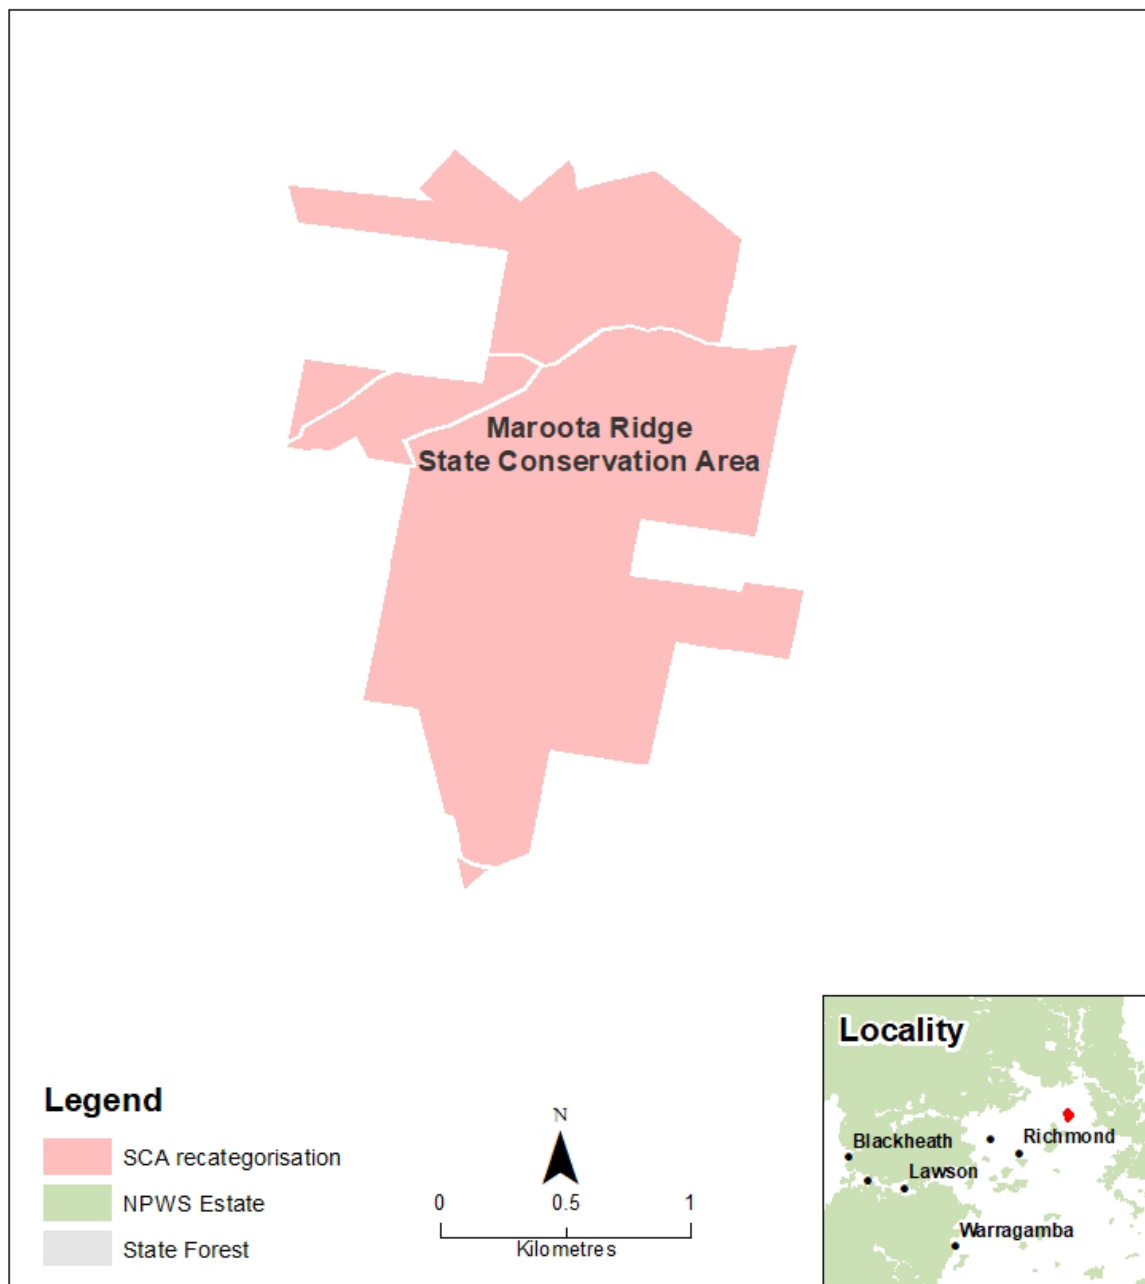 Maroota Ridge
State Conservation Area
Legend
SCA recategorisation
NPWS Estate
State Forest
N
0 0.5 1
Kilometres
Locality
Blackheath
Richmond
Lawson
Warragamba